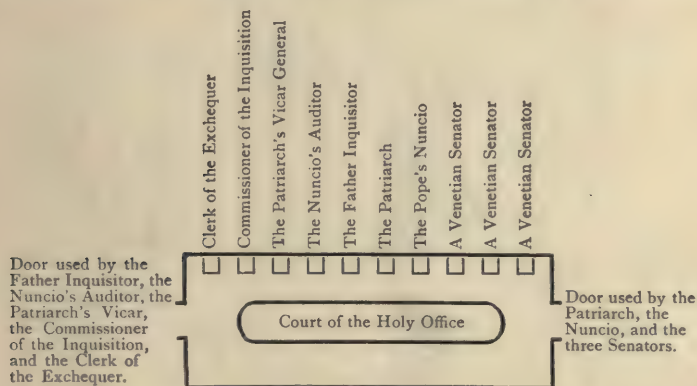 Clerk of the Exchequer
Commissioner of the Inquisition
The Patriarch's Vicar General
The Nuncio's Auditor
The Father Inquisitor
The Patriarch
The Pope's Nuncio
A Venetian Senator
A Venetian Senator
A Venetian Senator
Door used by the
Father Inquisitor, the
Nuncio's Auditor, the
Patriarch's Vicar,
the Commissioner
of the Inquisition,
and the Clerk of
the Exchequer.
Court of the Holy Office
Door used by the
Patriarch, the
Nuncio, and the
three Senators.